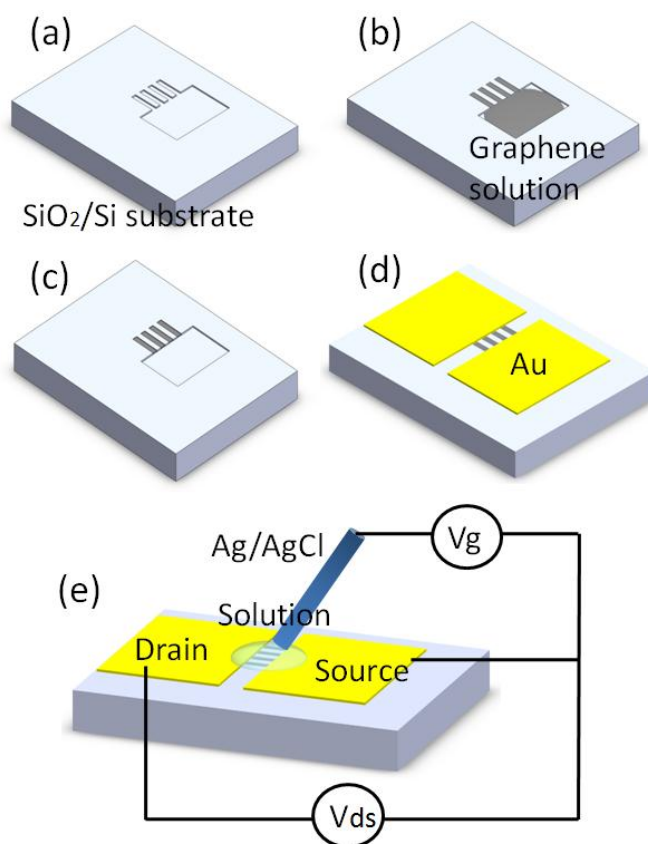 (a)
(b)
Graphene
solution
SiO₂/Si substrate
(c)
(d)
Au
(e)
Ag/AgCl
Vg
Solution
Drain
Source
Vds